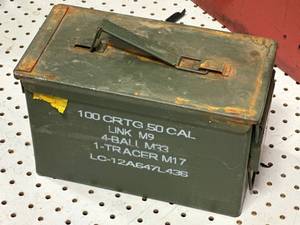 100 CRTG 50 CAL
LINK M9
4-BALL M33
1-TRACER M17
LC-12A647L436